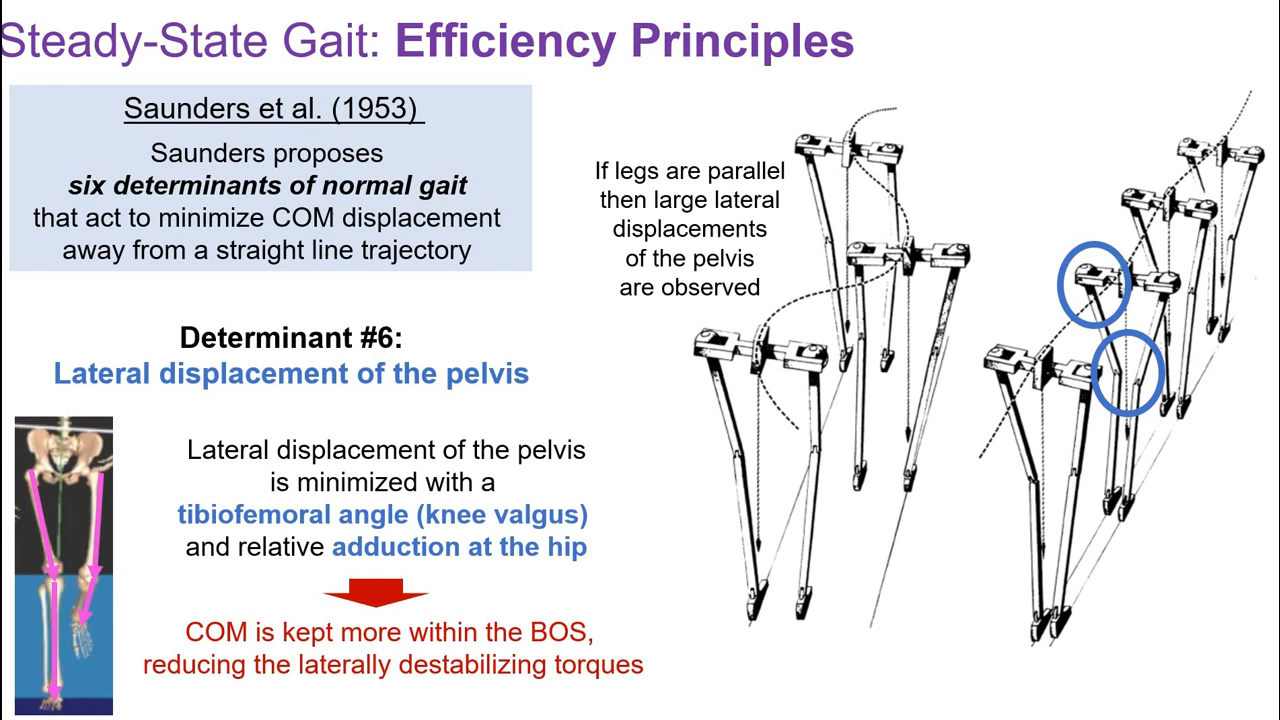 Steady-State Gait: Efficiency Principles
Saunders et al. (1953)
Saunders proposes
six determinants of normal gait
that act to minimize COM displacement
away from a straight line trajectory
If legs are parallel
then large lateral
displacements
of the pelvis
are observed
Determinant #6:
Lateral displacement of the pelvis
Lateral displacement of the pelvis
is minimized with a
tibiofemoral angle (knee valgus)
and relative adduction at the hip
COM is kept more within the BOS,
reducing the laterally destabilizing torques